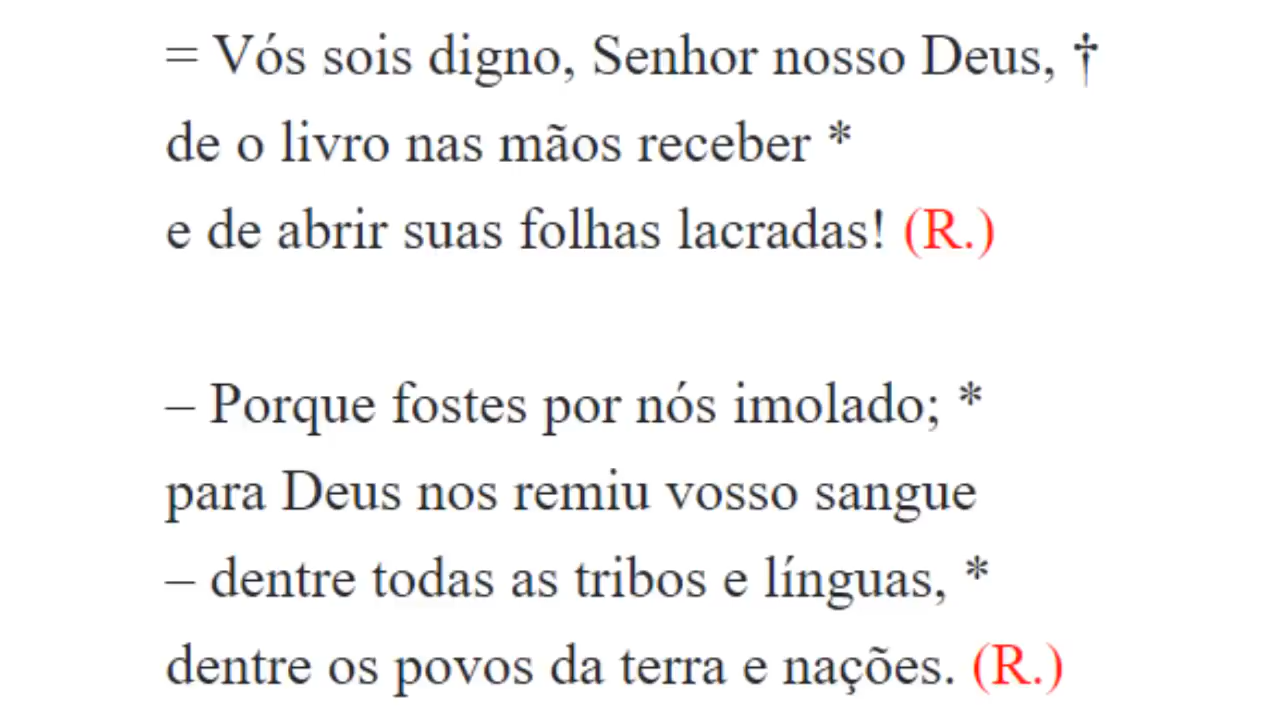 = Vós sois digno, Senhor nosso Deus, †
de o livro nas mãos receber *
e de abrir suas folhas lacradas! (R.)
– Porque fostes por nós imolado; *
para Deus nos remiu vosso sangue
– dentre todas as tribos e línguas, *
dentre os povos da terra e nações. (R.)